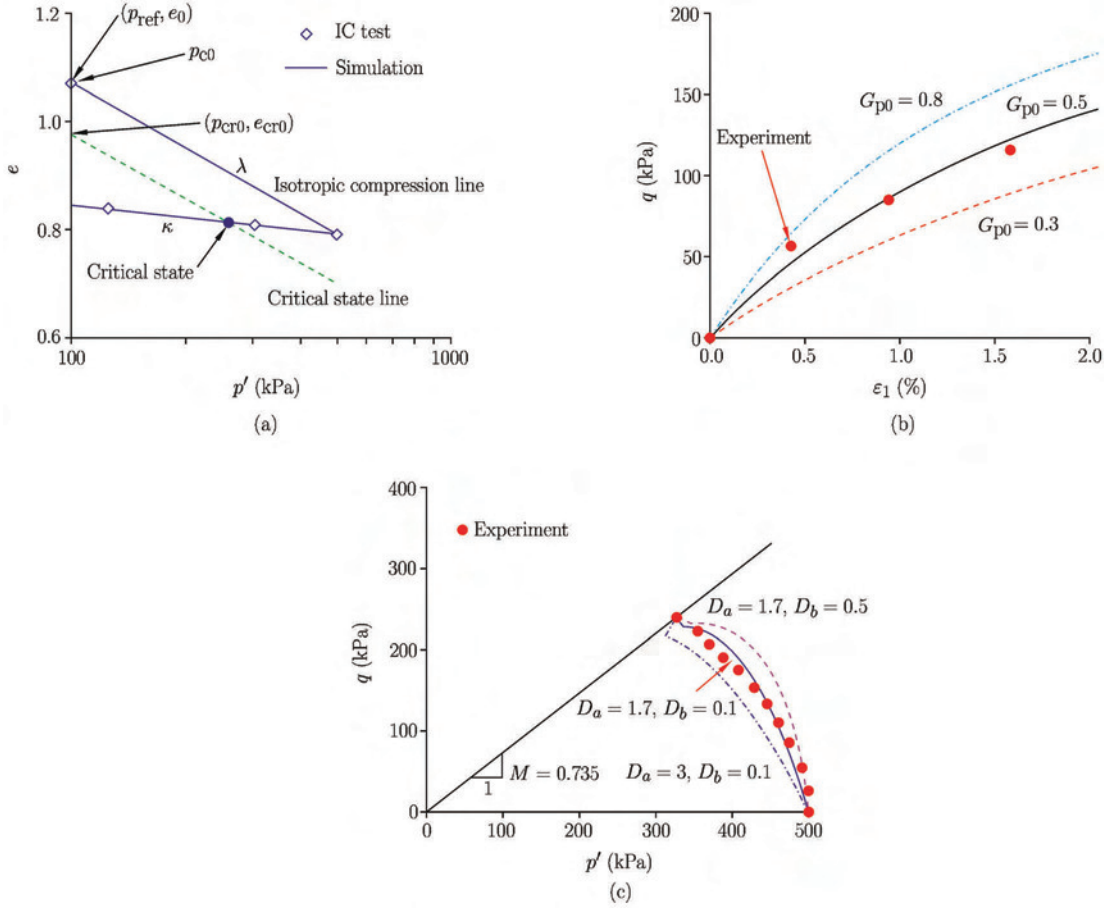 1.2
1.0
0.8
0.6
e
(p_ref, e_0)
p_c0
(p_cr0, e_cr0)
IC test
Simulation
λ
Isotropic compression line
κ
Critical state
Critical state line
100
1000
p′ (kPa)
(a)
200
150
100
50
0
q (kPa)
G_p0 = 0.8
G_p0 = 0.5
Experiment
G_p0 = 0.3
0.0
0.5
1.0
1.5
2.0
ε_1 (%)
(b)
400
300
200
100
0
q (kPa)
Experiment
D_a = 1.7, D_b = 0.5
D_a = 1.7, D_b = 0.1
M = 0.735
1
D_a = 3, D_b = 0.1
0
100
200
300
400
500
p′ (kPa)
(c)